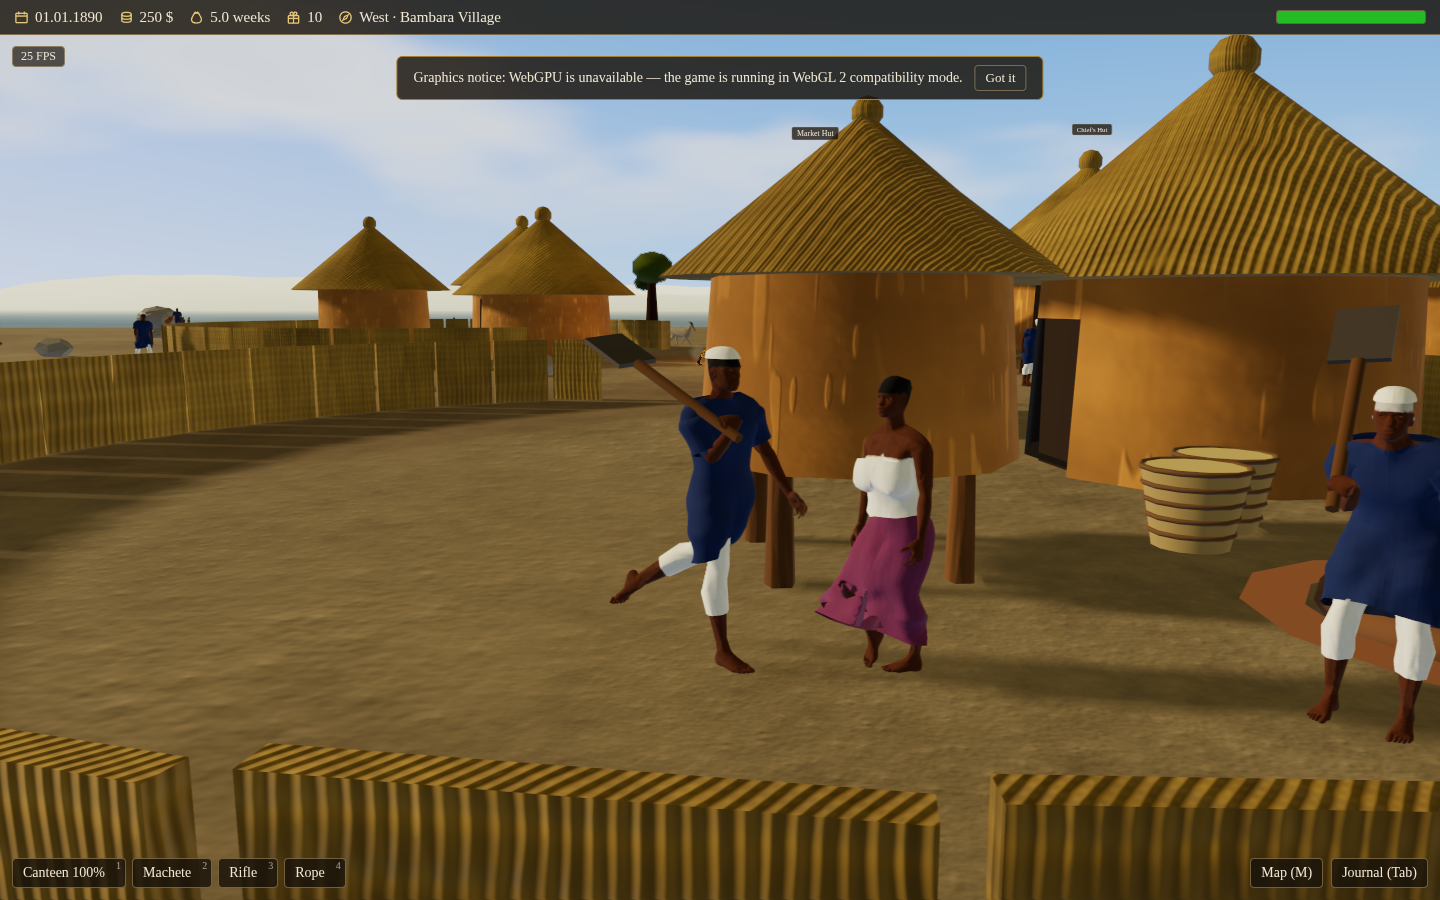 01.01.1890 250 $ 5.0 weeks 10 West · Bambara Village
25 FPS
Graphics notice: WebGPU is unavailable — the game is running in WebGL 2 compatibility mode. Got it
Market Hut
Chief's Hut
Canteen 100% 1 Machete 2 Rifle 3 Rope 4
Map (M) Journal (Tab)